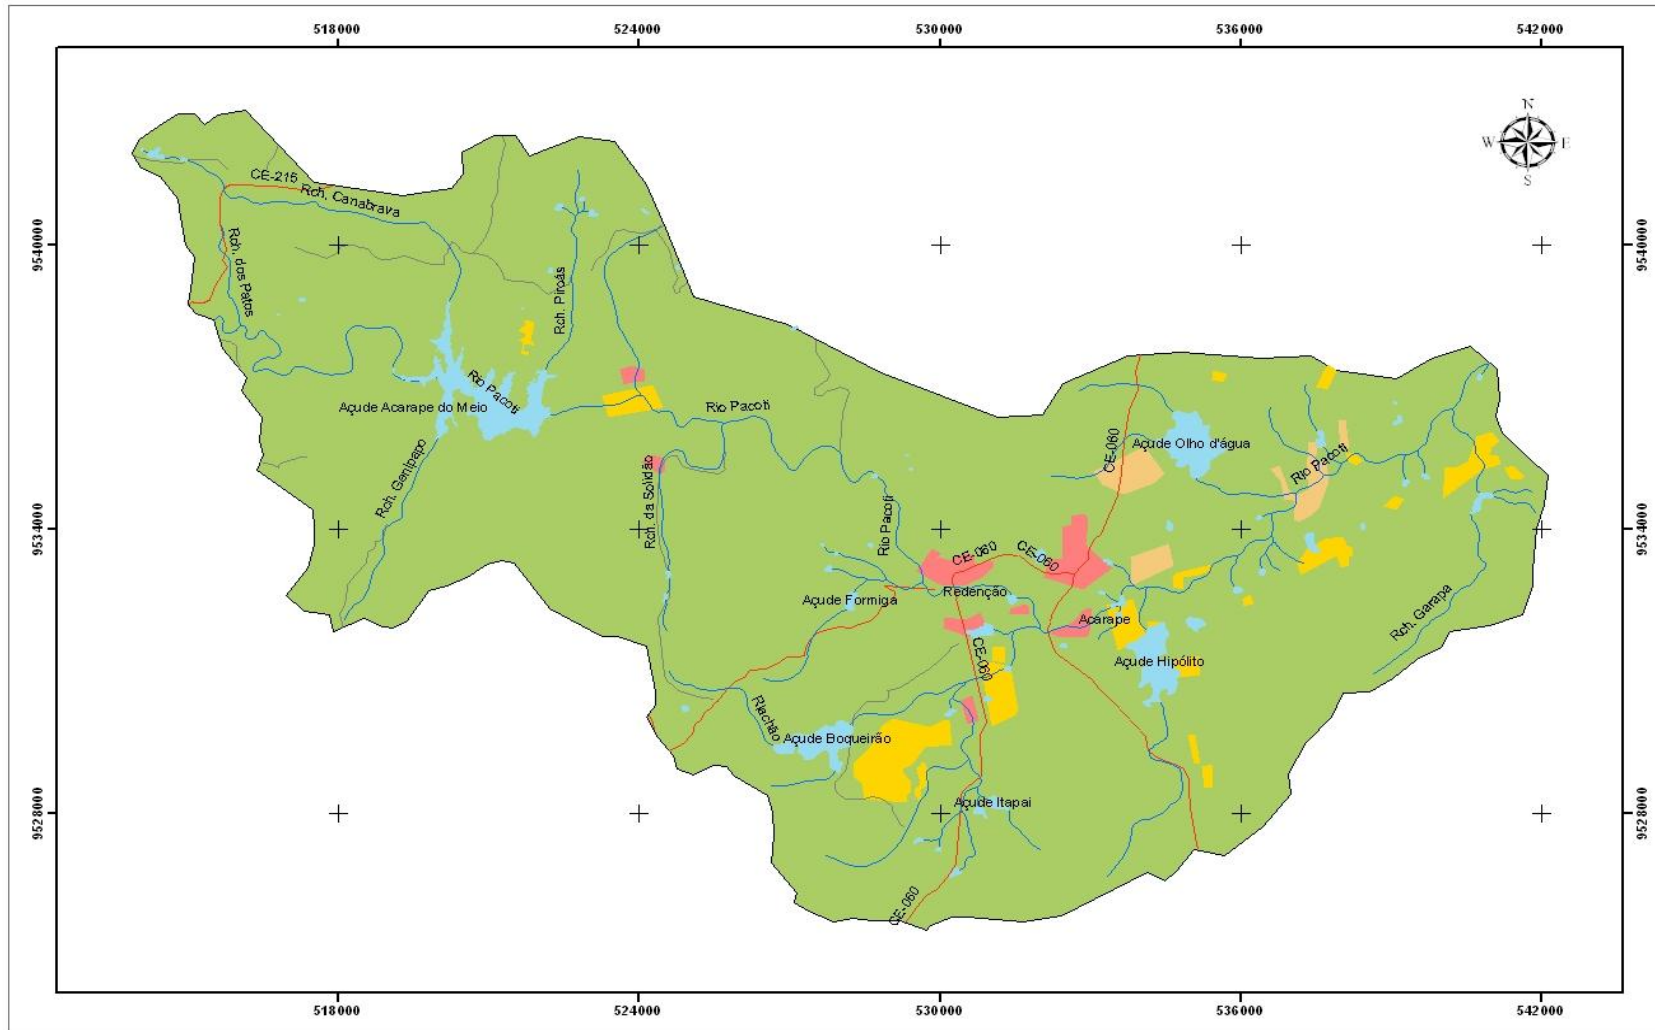 518000 524000 530000 536000 542000
N
W E
S
CE-215
Rch. Canabrava
9540000
9540000
Rch. dos Patos
Rch. Piroás
Rio Pacoti
Açude Acarape do Meio
Rio Pacoti
Rch. Genipapo
Rch. da Solidão
CE-060
Açude Olho d'água
Rio Pacoti
Rio Pacoti
9534000
9534000
CE-060
CE-060
Açude Formiga
Redenção
Acarape
Rch. Garapa
CE-060
Açude Hipólito
Riachão
Açude Boqueirão
Açude Itapai
9528000
9528000
CE-060
518000 524000 530000 536000 542000